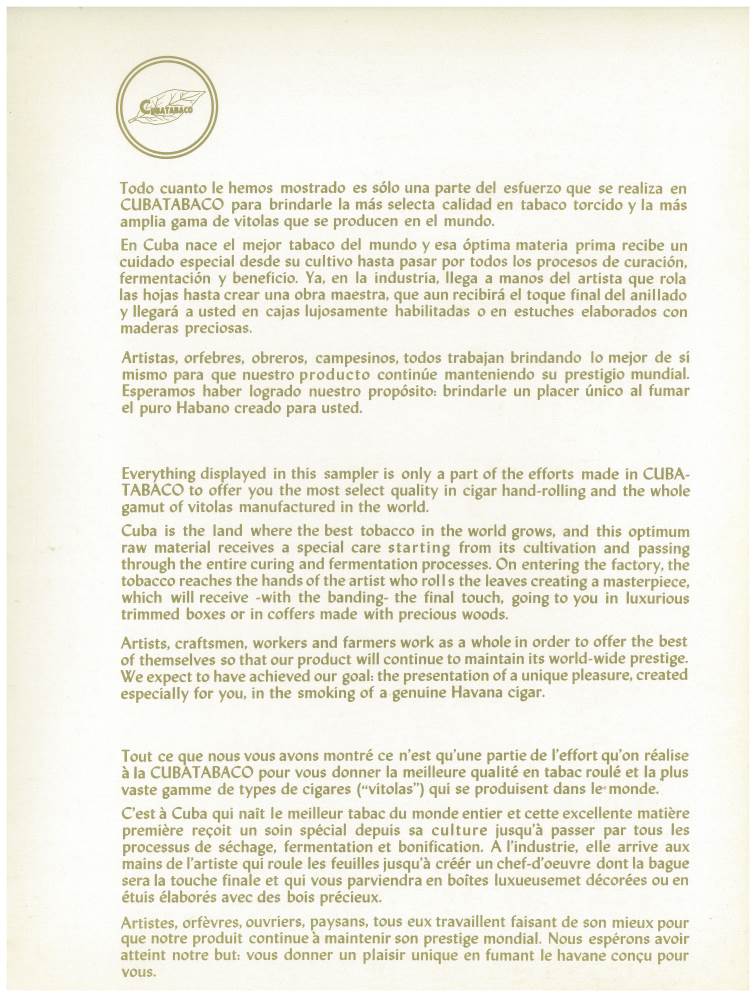 CUBATABACO
Todo cuanto le hemos mostrado es sólo una parte del esfuerzo que se realiza en
CUBATABACO para brindarle la más selecta calidad en tabaco torcido y la más
amplia gama de vitolas que se producen en el mundo.
En Cuba nace el mejor tabaco del mundo y esa óptima materia prima recibe un
cuidado especial desde su cultivo hasta pasar por todos los procesos de curación,
fermentación y beneficio. Ya, en la industria, llega a manos del artista que rola
las hojas hasta crear una obra maestra, que aun recibirá el toque final del anillado
y llegará a usted en cajas lujosamente habilitadas o en estuches elaborados con
maderas preciosas.
Artistas, orfebres, obreros, campesinos, todos trabajan brindando lo mejor de sí
mismo para que nuestro producto continúe manteniendo su prestigio mundial.
Esperamos haber logrado nuestro propósito: brindarle un placer único al fumar
el puro Habano creado para usted.
Everything displayed in this sampler is only a part of the efforts made in CUBA-
TABACO to offer you the most select quality in cigar hand-rolling and the whole
gamut of vitolas manufactured in the world.
Cuba is the land where the best tobacco in the world grows, and this optimum
raw material receives a special care starting from its cultivation and passing
through the entire curing and fermentation processes. On entering the factory, the
tobacco reaches the hands of the artist who rolls the leaves creating a masterpiece,
which will receive -with the banding- the final touch, going to you in luxurious
trimmed boxes or in coffers made with precious woods.
Artists, craftsmen, workers and farmers work as a whole in order to offer the best
of themselves so that our product will continue to maintain its world-wide prestige.
We expect to have achieved our goal: the presentation of a unique pleasure, created
especially for you, in the smoking of a genuine Havana cigar.
Tout ce que nous vous avons montré ce n'est qu'une partie de l'effort qu'on réalise
à la CUBATABACO pour vous donner la meilleure qualité en tabac roulé et la plus
vaste gamme de types de cigares ("vitolas") qui se produisent dans le monde.
C'est à Cuba qui naît le meilleur tabac du monde entier et cette excellente matière
première reçoit un soin spécial depuis sa culture jusqu'à passer par tous les
processus de séchage, fermentation et bonification. A l'industrie, elle arrive aux
mains de l'artiste qui roule les feuilles jusqu'à créér un chef-d'oeuvre dont la bague
sera la touche finale et qui vous parviendra en boîtes luxueusemet décorées ou en
étuis élaborés avec des bois précieux.
Artistes, orfèvres, ouvriers, paysans, tous eux travaillent faisant de son mieux pour
que notre produit continue à maintenir son prestige mondial. Nous espérons avoir
atteint notre but: vous donner un plaisir unique en fumant le havane conçu pour
vous.